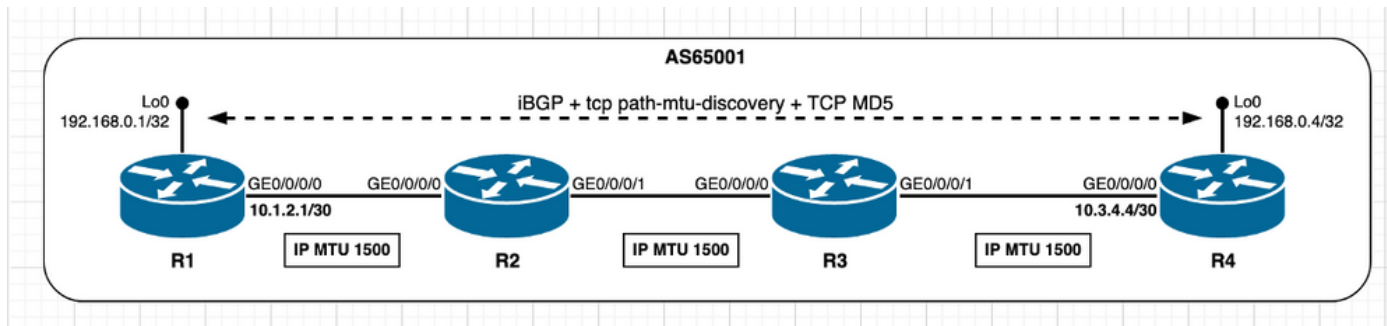 AS65001
Lo0
192.168.0.1/32
iBGP + tcp path-mtu-discovery + TCP MD5
Lo0
192.168.0.4/32
GE0/0/0/0
GE0/0/0/0
GE0/0/0/1
GE0/0/0/0
GE0/0/0/1
GE0/0/0/0
10.1.2.1/30
10.3.4.4/30
IP MTU 1500
IP MTU 1500
IP MTU 1500
R1
R2
R3
R4